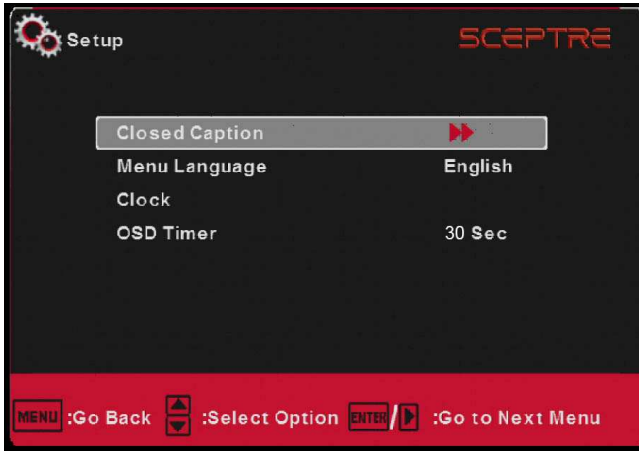 Setup
SCEPTRE
Closed Caption
Menu Language English
Clock
OSD Timer 30 Sec
MENU :Go Back :Select Option ENTER/ :Go to Next Menu